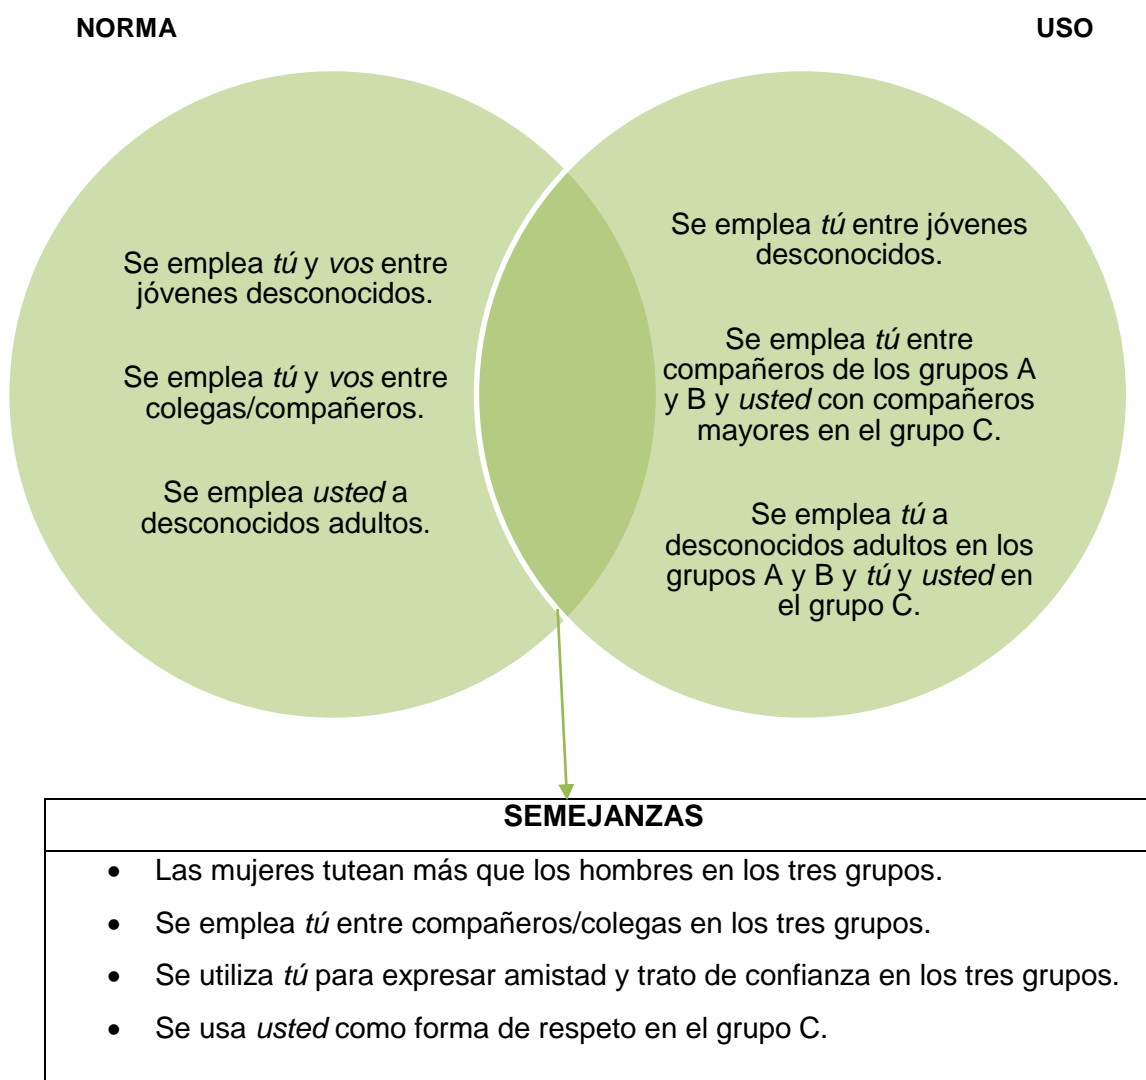 NORMA
USO
Se emplea tú y vos entre
jóvenes desconocidos.
Se emplea tú y vos entre
colegas/compañeros.
Se emplea usted a
desconocidos adultos.
Se emplea tú entre jóvenes
desconocidos.
Se emplea tú entre
compañeros de los grupos A
y B y usted con compañeros
mayores en el grupo C.
Se emplea tú a
desconocidos adultos en los
grupos A y B y tú y usted en
el grupo C.
SEMEJANZAS
• Las mujeres tutean más que los hombres en los tres grupos.
• Se emplea tú entre compañeros/colegas en los tres grupos.
• Se utiliza tú para expresar amistad y trato de confianza en los tres grupos.
• Se usa usted como forma de respeto en el grupo C.